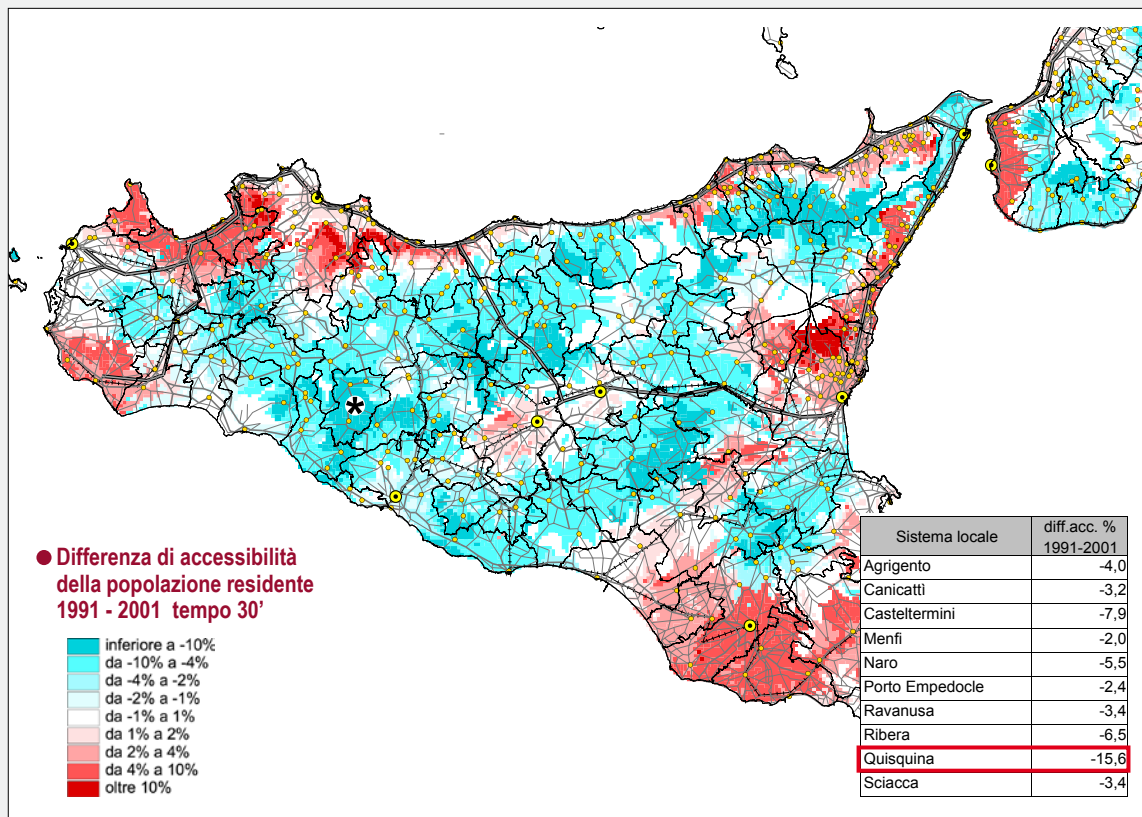 ● Differenza di accessibilità
della popolazione residente
1991 - 2001 tempo 30’
inferiore a -10%
da -10% a -4%
da -4% a -2%
da -2% a -1%
da -1% a 1%
da 1% a 2%
da 2% a 4%
da 4% a 10%
oltre 10%
Sistema locale diff.acc. %
1991-2001
Agrigento -4,0
Canicattì -3,2
Casteltermini -7,9
Menfi -2,0
Naro -5,5
Porto Empedocle -2,4
Ravanusa -3,4
Ribera -6,5
Quisquina -15,6
Sciacca -3,4